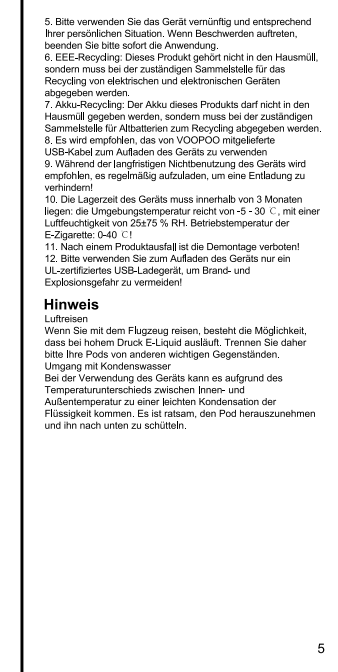 5. Bitte verwenden Sie das Gerät vernünftig und entsprechend
Ihrer persönlichen Situation. Wenn Beschwerden auftreten,
beenden Sie bitte sofort die Anwendung.
6. EEE-Recycling: Dieses Produkt gehört nicht in den Hausmüll,
sondern muss bei der zuständigen Sammelstelle für das
Recycling von elektrischen und elektronischen Geräten
abgegeben werden.
7. Akku-Recycling: Der Akku dieses Produkts darf nicht in den
Hausmüll gegeben werden, sondern muss bei der zuständigen
Sammelstelle für Altbatterien zum Recycling abgegeben werden.
8. Es wird empfohlen, das von VOOPOO mitgelieferte
USB-Kabel zum Aufladen des Geräts zu verwenden
9. Während der langfristigen Nichtbenutzung des Geräts wird
empfohlen, es regelmäßig aufzuladen, um eine Entladung zu
verhindern!
10. Die Lagerzeit des Geräts muss innerhalb von 3 Monaten
liegen: die Umgebungstemperatur reicht von -5 - 30 ℃, mit einer
Luftfeuchtigkeit von 25±75 % RH. Betriebstemperatur der
E-Zigarette: 0-40 ℃!
11. Nach einem Produktausfall ist die Demontage verboten!
12. Bitte verwenden Sie zum Aufladen des Geräts nur ein
UL-zertifiziertes USB-Ladegerät, um Brand- und
Explosionsgefahr zu vermeiden!
Hinweis
Luftreisen
Wenn Sie mit dem Flugzeug reisen, besteht die Möglichkeit,
dass bei hohem Druck E-Liquid ausläuft. Trennen Sie daher
bitte Ihre Pods von anderen wichtigen Gegenständen.
Umgang mit Kondenswasser
Bei der Verwendung des Geräts kann es aufgrund des
Temperaturunterschieds zwischen Innen- und
Außentemperatur zu einer leichten Kondensation der
Flüssigkeit kommen. Es ist ratsam, den Pod herauszunehmen
und ihn nach unten zu schütteln.
5